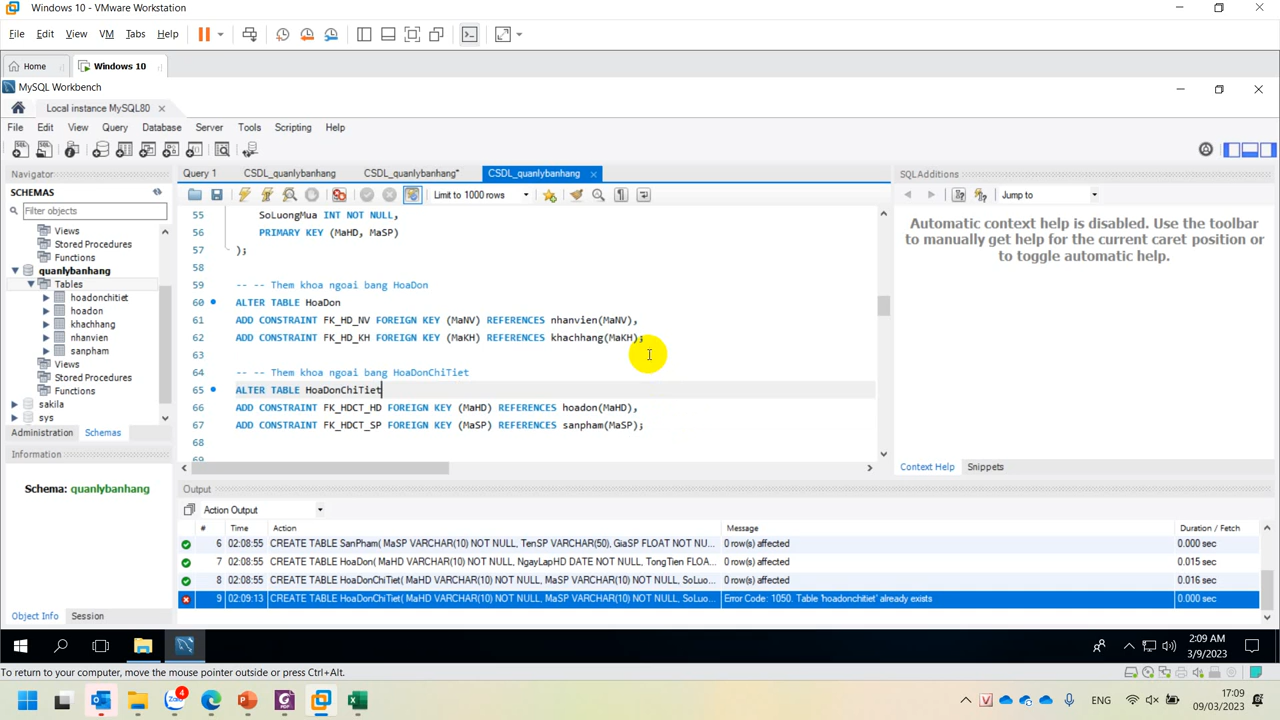 Windows 10 - VMware Workstation
File Edit View VM Tabs Help
Home Windows 10
MySQL Workbench
Local instance MySQL80
File Edit View Query Database Server Tools Scripting Help
Navigator
SCHEMAS
Filter objects
Views
Stored Procedures
Functions
quanlybanhang
Tables
hoadonchitiet
hoadon
khachhang
nhanvien
sanpham
Views
Stored Procedures
Functions
sakila
sys
Administration Schemas
Information
Schema: quanlybanhang
Object Info Session
Query 1 CSDL_quanlybanhang CSDL_quanlybanhang* CSDL_quanlybanhang
Limit to 1000 rows
55 SoLuongMua INT NOT NULL,
56 PRIMARY KEY (MaHD, MaSP)
57 );
58
59 -- -- Them khoa ngoai bang HoaDon
60 ALTER TABLE HoaDon
61 ADD CONSTRAINT FK_HD_NV FOREIGN KEY (MaNV) REFERENCES nhanvien(MaNV),
62 ADD CONSTRAINT FK_HD_KH FOREIGN KEY (MaKH) REFERENCES khachhang(MaKH);
63
64 -- -- Them khoa ngoai bang HoaDonChiTiet
65 ALTER TABLE HoaDonChiTiet
66 ADD CONSTRAINT FK_HDCT_HD FOREIGN KEY (MaHD) REFERENCES hoadon(MaHD),
67 ADD CONSTRAINT FK_HDCT_SP FOREIGN KEY (MaSP) REFERENCES sanpham(MaSP);
68
69
SQLAdditions
Jump to
Automatic context help is disabled. Use the toolbar
to manually get help for the current caret position or
to toggle automatic help.
Context Help Snippets
Output
Action Output
# Time Action Message Duration / Fetch
6 02:08:55 CREATE TABLE SanPham( MaSP VARCHAR(10) NOT NULL, TenSP VARCHAR(50), GiaSP FLOAT NOT NU... 0 row(s) affected 0.000 sec
7 02:08:55 CREATE TABLE HoaDon( MaHD VARCHAR(10) NOT NULL, NgayLapHD DATE NOT NULL, TongTien FLOA... 0 row(s) affected 0.015 sec
8 02:08:55 CREATE TABLE HoaDonChiTiet( MaHD VARCHAR(10) NOT NULL, MaSP VARCHAR(10) NOT NULL, SoLuo... 0 row(s) affected 0.016 sec
9 02:09:13 CREATE TABLE HoaDonChiTiet( MaHD VARCHAR(10) NOT NULL, MaSP VARCHAR(10) NOT NULL, SoLuo... Error Code: 1050. Table 'hoadonchitiet' already exists 0.000 sec
2:09 AM
3/9/2023
To return to your computer, move the mouse pointer outside or press Ctrl+Alt.
Zalo
4
ENG
17:09
09/03/2023